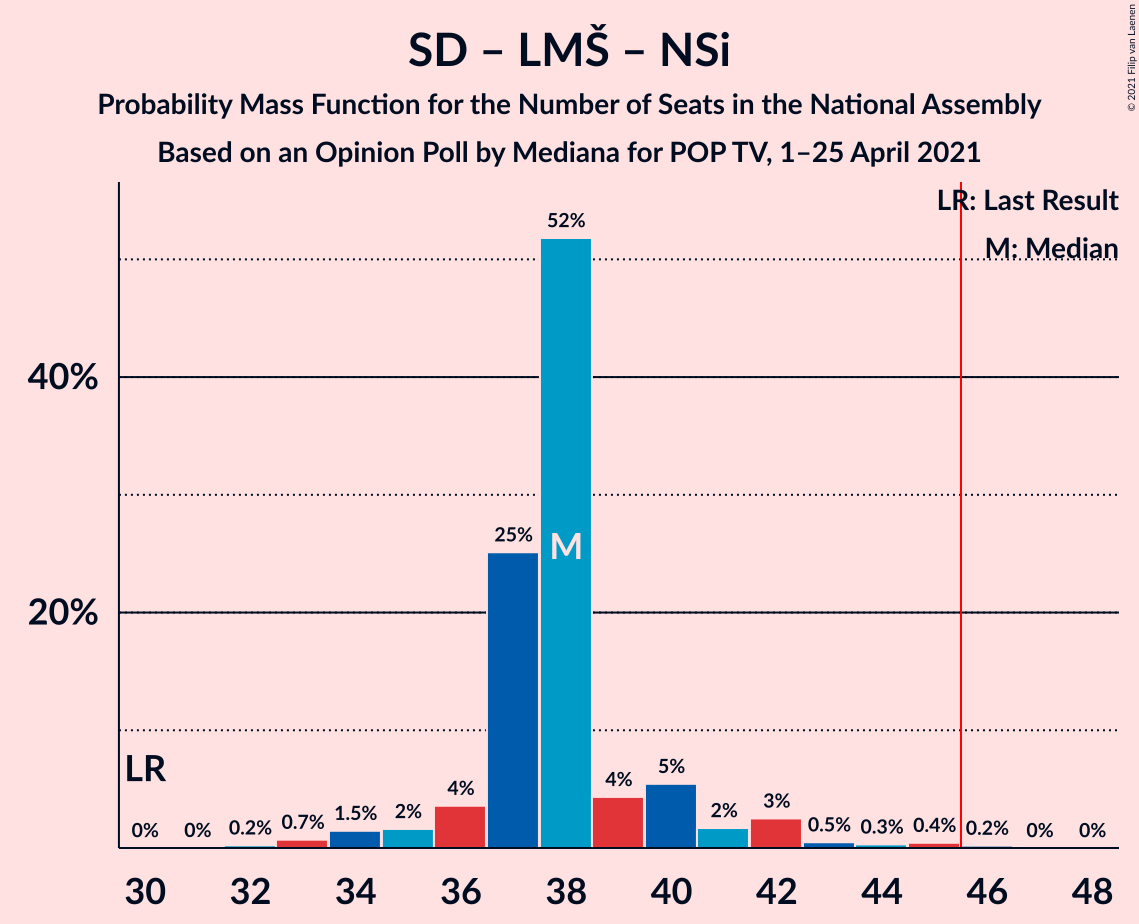 SD – LMŠ – NSi
Probability Mass Function for the Number of Seats in the National Assembly
Based on an Opinion Poll by Mediana for POP TV, 1–25 April 2021
© 2021 Filip van Laenen
LR: Last Result
M: Median
52%
40%
25%
M
20%
LR
0% 0% 0.2% 0.7% 1.5% 2% 4% 4% 5% 2% 3% 0.5% 0.3% 0.4% 0.2% 0% 0%
30 32 34 36 38 40 42 44 46 48